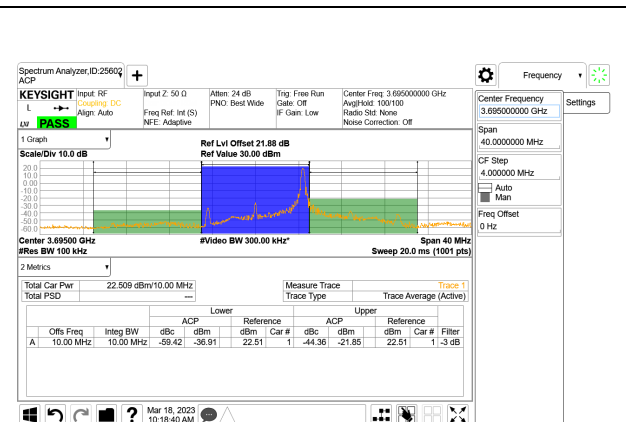 Spectrum Analyzer,ID:25602
ACP
Frequency
KEYSIGHT
Input: RF
Coupling: DC
Align: Auto
Input Z: 50 Ω
Freq Ref: Int (S)
NFE: Adaptive
Atten: 24 dB
PNO: Best Wide
Trig: Free Run
Gate: Off
IF Gain: Low
Center Freq: 3.695000000 GHz
Avg|Hold: 100/100
Radio Std: None
Noise Correction: Off
L
LXI
PASS
Center Frequency
3.695000000 GHz
Settings
Span
40.0000000 MHz
CF Step
4.000000 MHz
Auto
Man
Freq Offset
0 Hz
1 Graph
Scale/Div 10.0 dB
Ref Lvl Offset 21.88 dB
Ref Value 30.00 dBm
20.0
10.0
0.00
-10.0
-20.0
-30.0
-40.0
-50.0
-60.0
Center 3.69500 GHz
#Res BW 100 kHz
#Video BW 300.00 kHz*
Span 40 MHz
Sweep 20.0 ms (1001 pts)
2 Metrics
Total Car Pwr 22.509 dBm/10.00 MHz
Total PSD ---
Measure Trace Trace 1
Trace Type Trace Average (Active)
Lower Upper
ACP Reference ACP Reference
Offs Freq Integ BW dBc dBm dBm Car # dBc dBm dBm Car # Filter
A 10.00 MHz 10.00 MHz -59.42 -36.91 22.51 1 -44.36 -21.85 22.51 1 -3 dB
?
Mar 18, 2023
10:18:40 AM